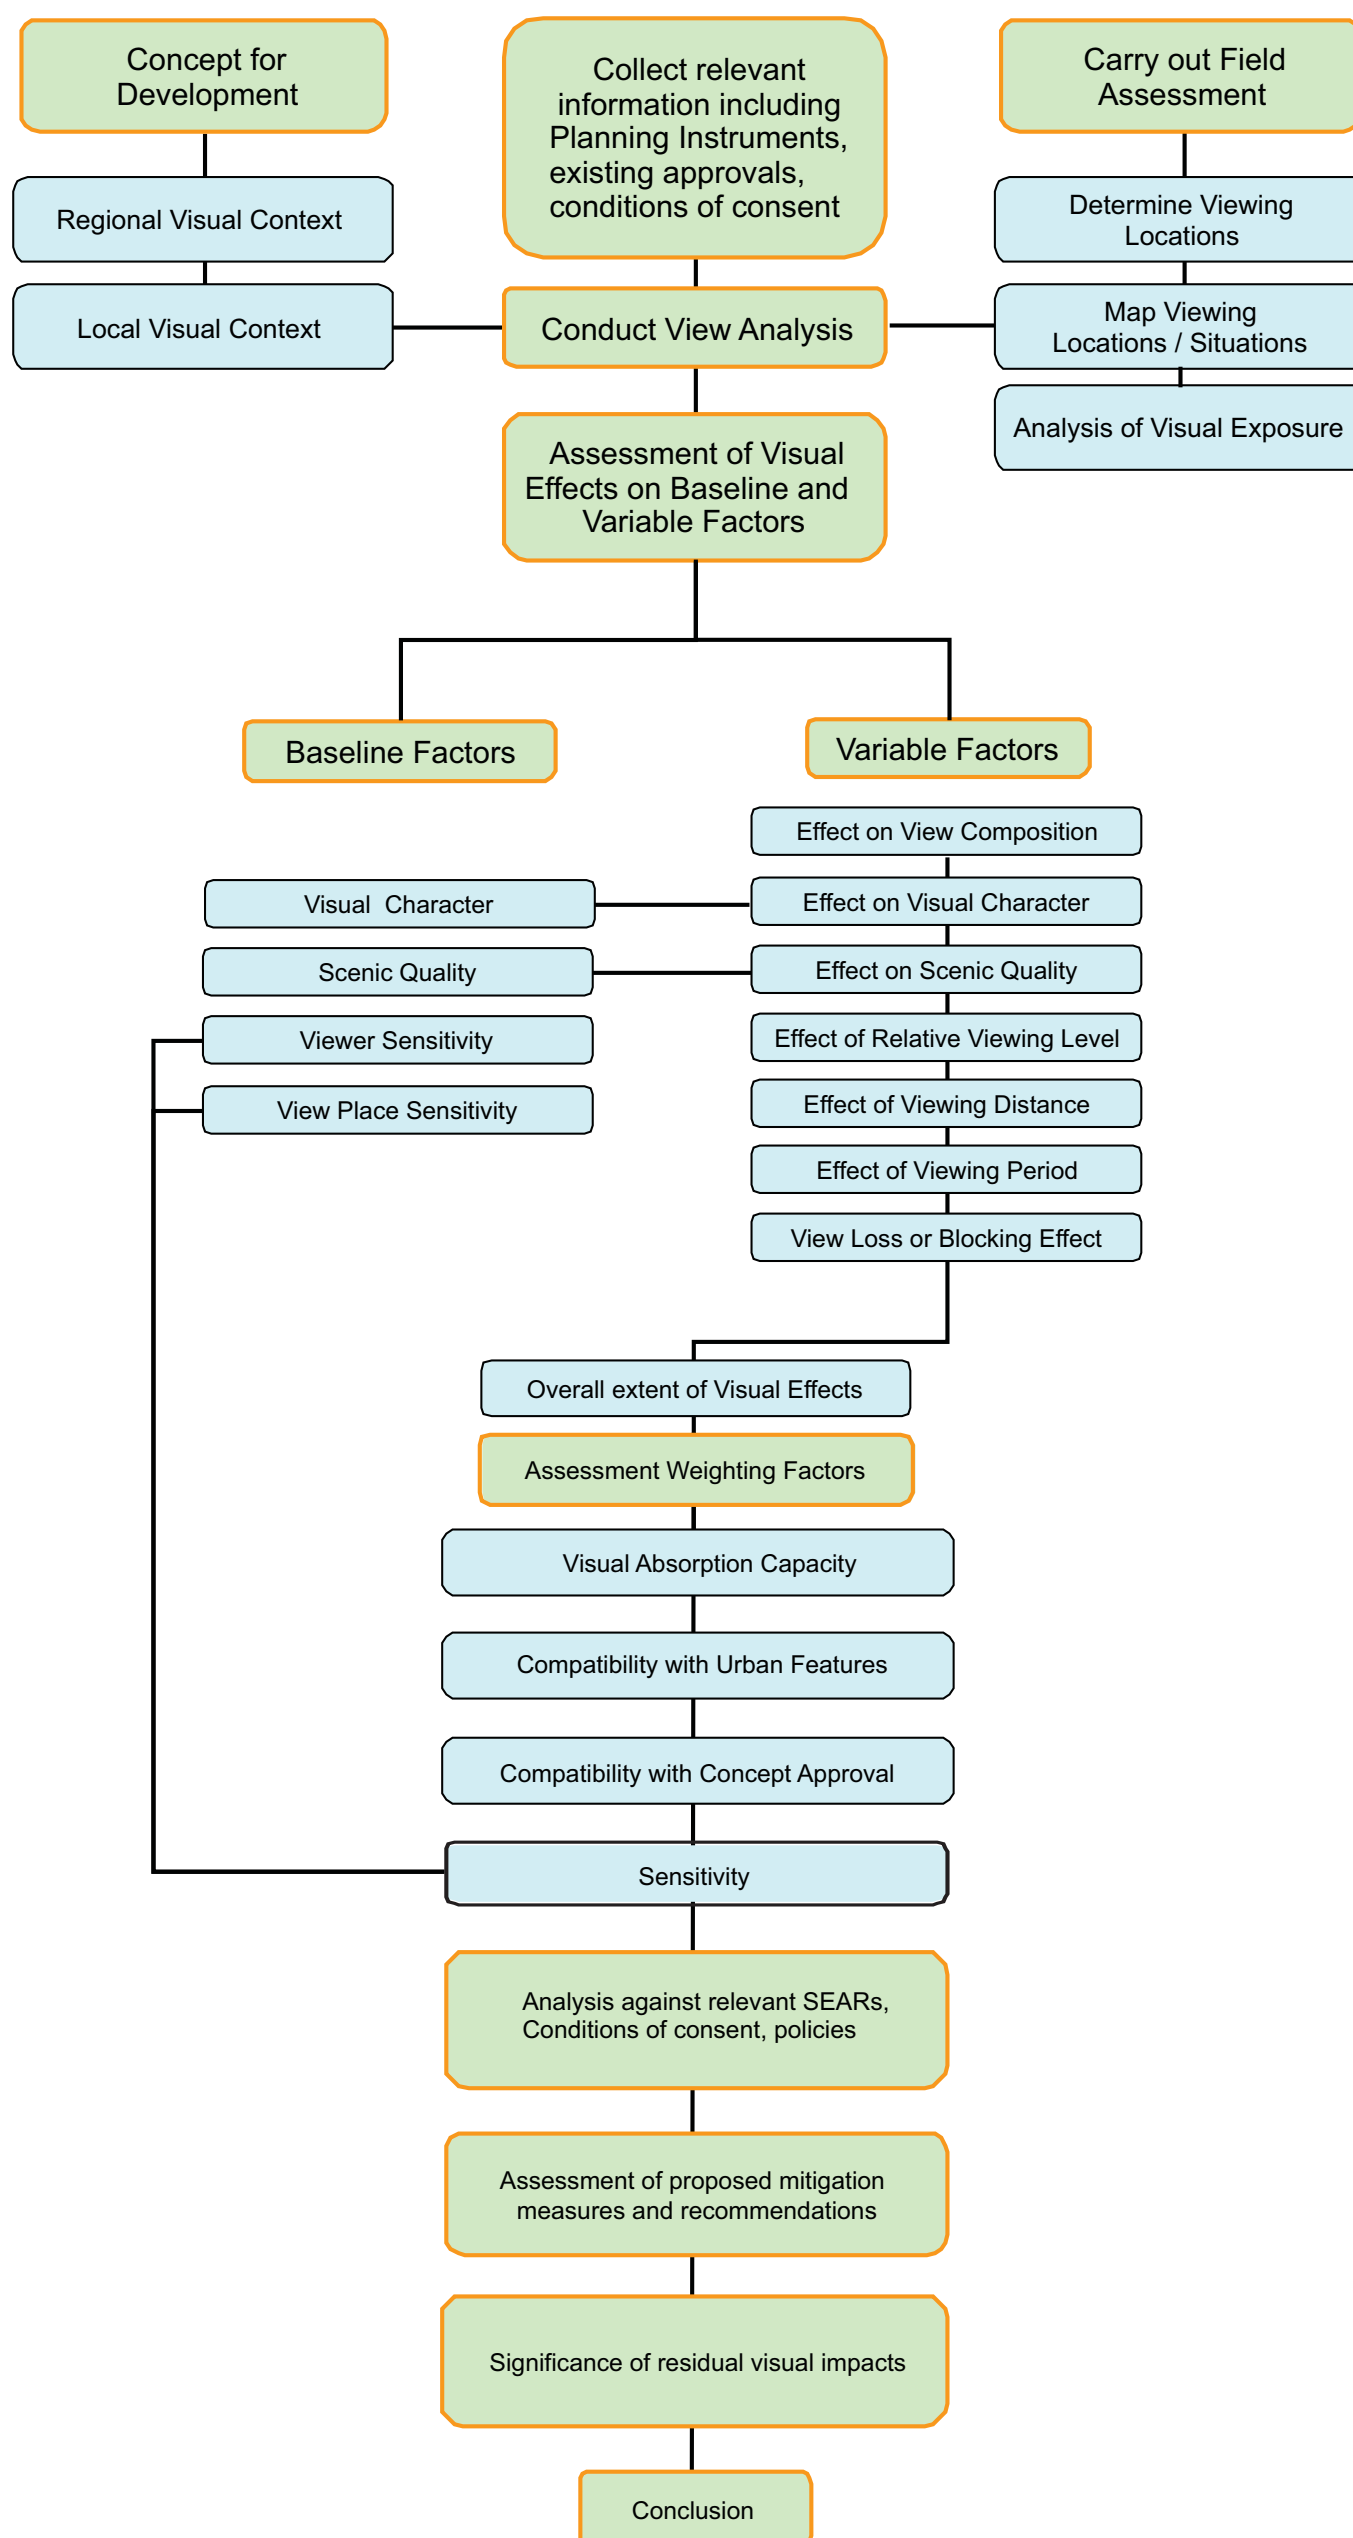 Concept for
Development
Collect relevant
information including
Planning Instruments,
existing approvals,
conditions of consent
Carry out Field
Assessment
Regional Visual Context
Determine Viewing
Locations
Local Visual Context
Conduct View Analysis
Map Viewing
Locations / Situations
Analysis of Visual Exposure
Assessment of Visual
Effects on Baseline and
Variable Factors
Baseline Factors
Variable Factors
Effect on View Composition
Visual Character
Effect on Visual Character
Scenic Quality
Effect on Scenic Quality
Viewer Sensitivity
Effect of Relative Viewing Level
View Place Sensitivity
Effect of Viewing Distance
Effect of Viewing Period
View Loss or Blocking Effect
Overall extent of Visual Effects
Assessment Weighting Factors
Visual Absorption Capacity
Compatibility with Urban Features
Compatibility with Concept Approval
Sensitivity
Analysis against relevant SEARs,
Conditions of consent, policies
Assessment of proposed mitigation
measures and recommendations
Significance of residual visual impacts
Conclusion